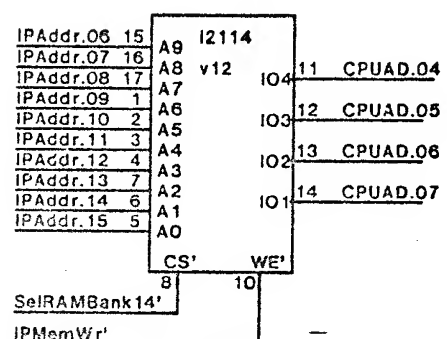 IPAddr.06 15 A9 I2114
IPAddr.07 16 A8 v12
IPAddr.08 17 A7 IO4 11 CPUAD.04
IPAddr.09 1 A6
IPAddr.10 2 A5 IO3 12 CPUAD.05
IPAddr.11 3 A4
IPAddr.12 4 A3 IO2 13 CPUAD.06
IPAddr.13 7 A2
IPAddr.14 6 A1 IO1 14 CPUAD.07
IPAddr.15 5 A0
CS' WE'
8 10
SelRAMBank14'
IPMemWr'